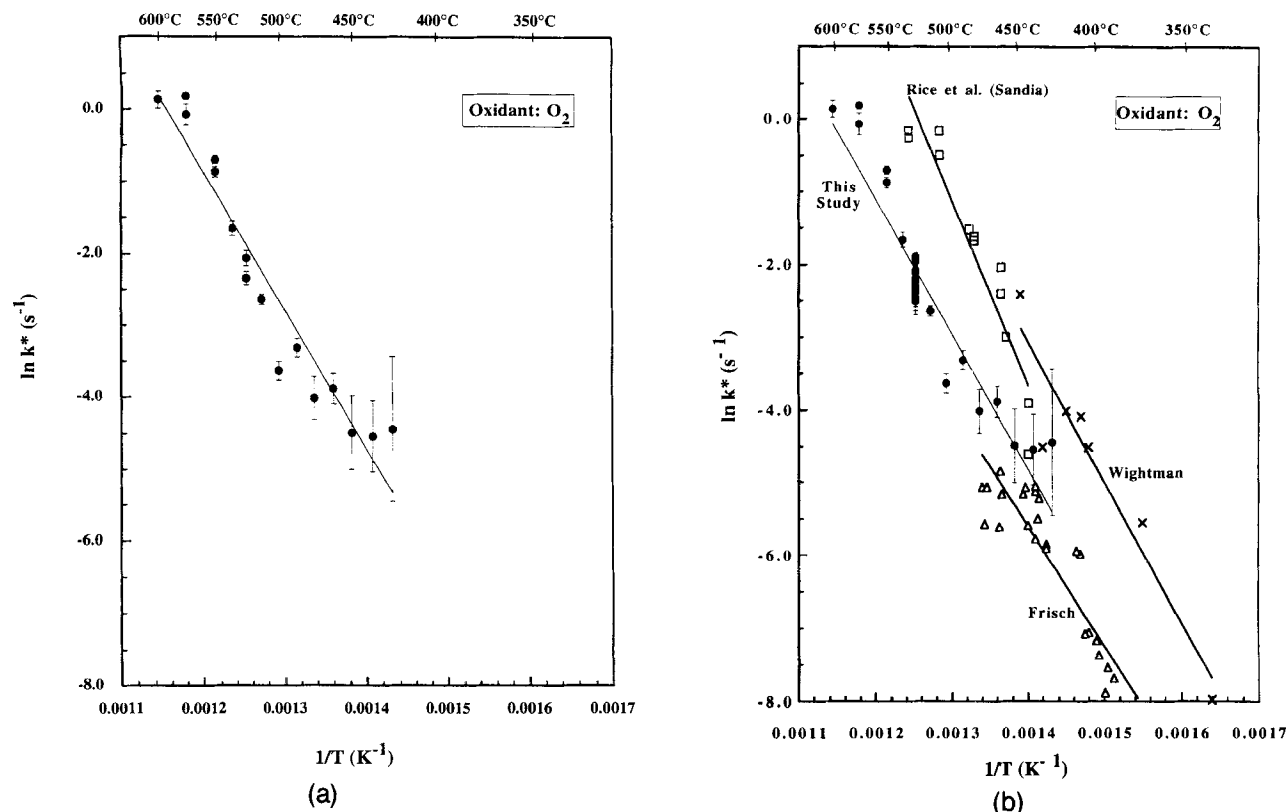 600°C 550°C 500°C 450°C 400°C 350°C
0.0
-2.0
-4.0
-6.0
-8.0
ln k* (s⁻¹)
Oxidant: O₂
0.0011 0.0012 0.0013 0.0014 0.0015 0.0016 0.0017
1/T (K⁻¹)
(a)
600°C 550°C 500°C 450°C 400°C 350°C
0.0
-2.0
-4.0
-6.0
-8.0
ln k* (s⁻¹)
Rice et al. (Sandia)
Oxidant: O₂
This
Study
Wightman
Frisch
0.0011 0.0012 0.0013 0.0014 0.0015 0.0016 0.0017
1/T (K⁻¹)
(b)